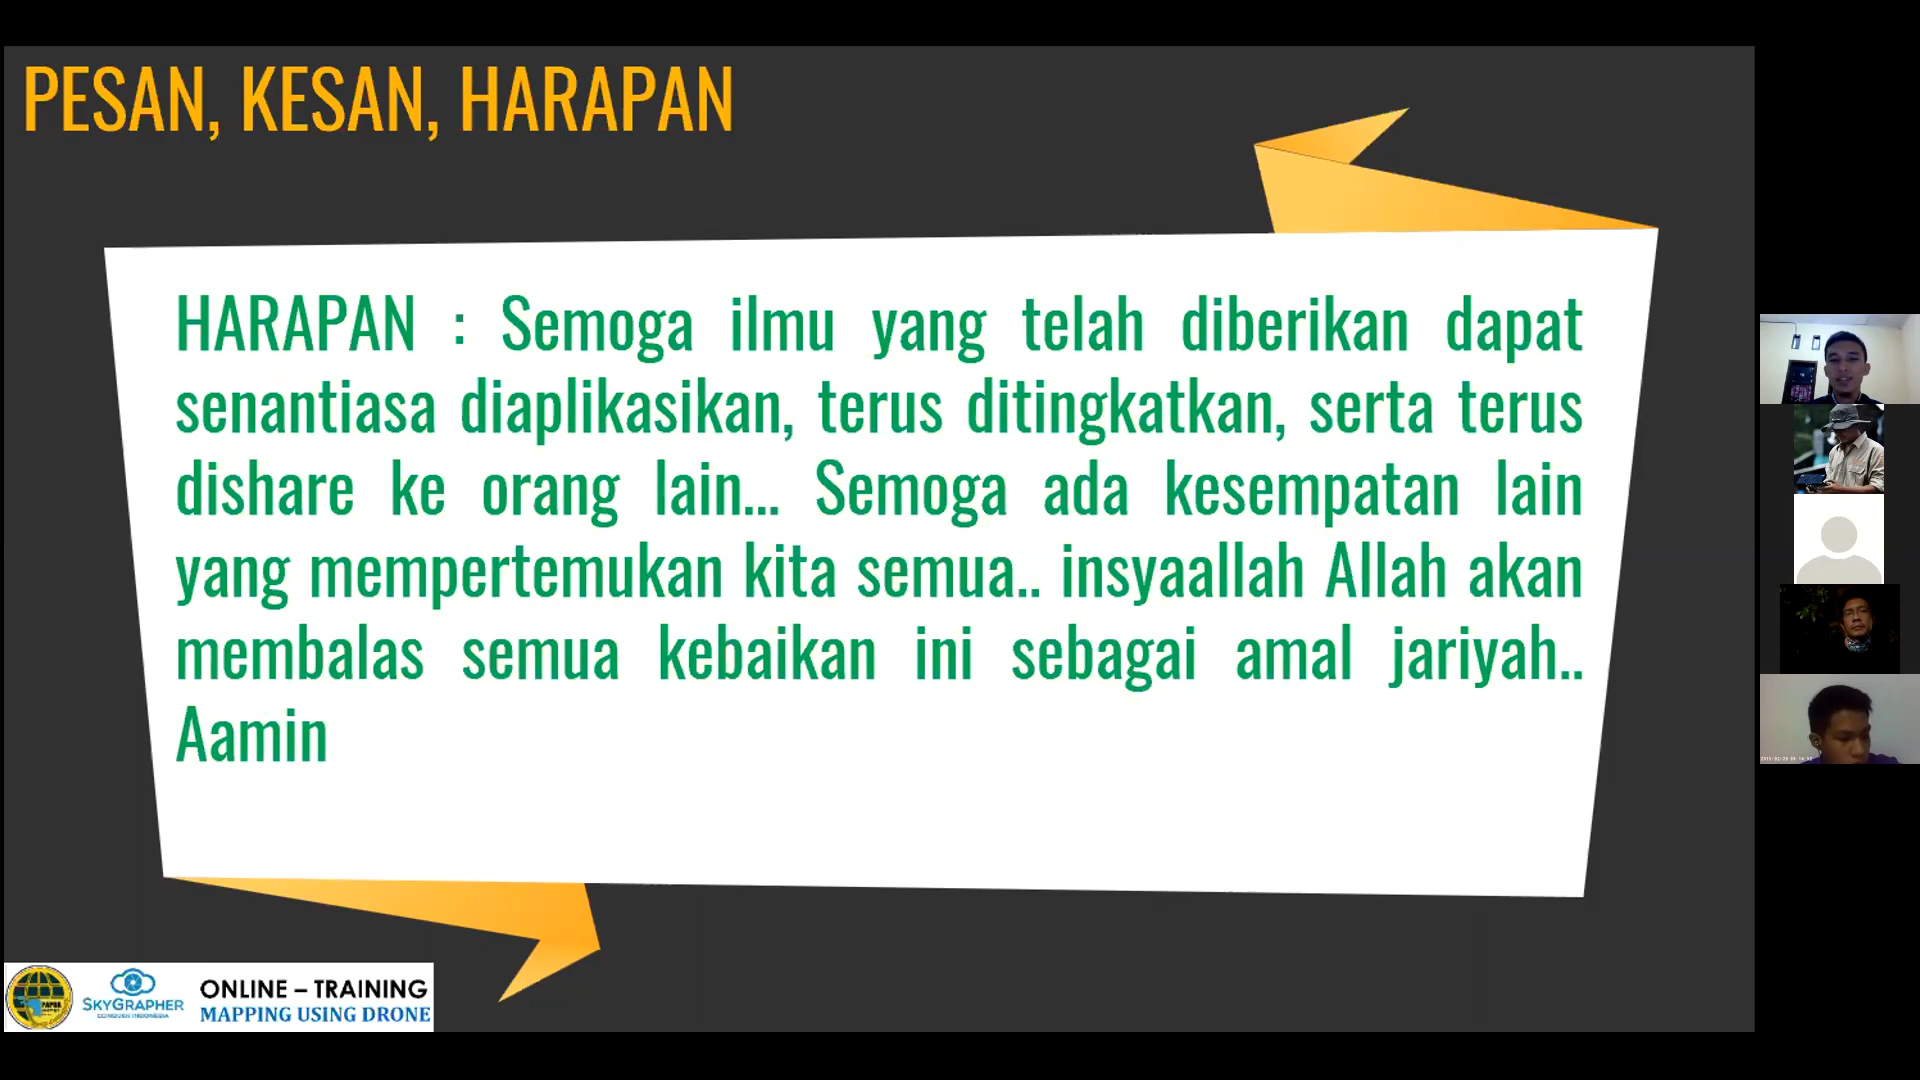 PESAN, KESAN, HARAPAN
HARAPAN : Semoga ilmu yang telah diberikan dapat
senantiasa diaplikasikan, terus ditingkatkan, serta terus
dishare ke orang lain... Semoga ada kesempatan lain
yang mempertemukan kita semua.. insyaallah Allah akan
membalas semua kebaikan ini sebagai amal jariyah..
Aamin
PAPUA
SKYGRAPHER
CONQUER INDONESIA
ONLINE – TRAINING
MAPPING USING DRONE